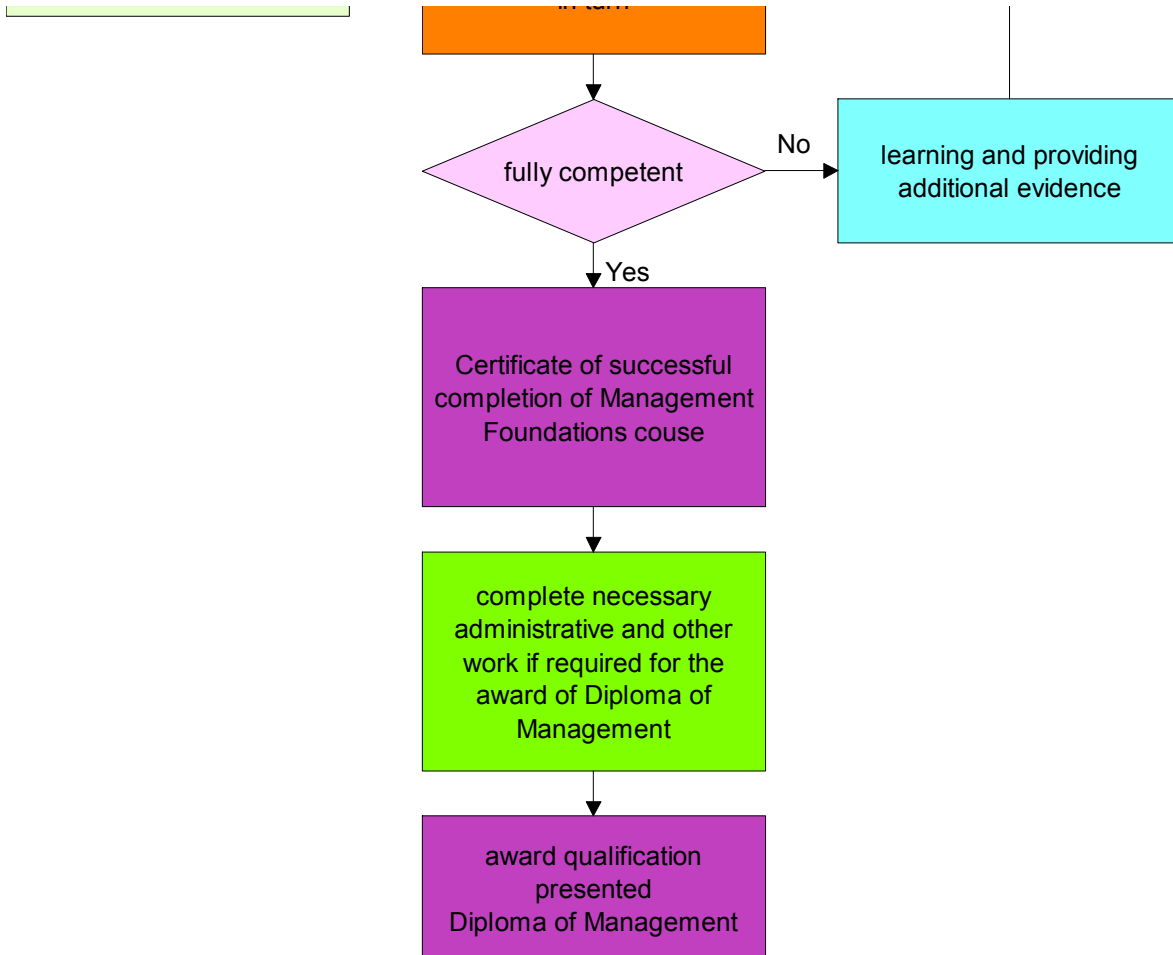 in turn
fully competent
No
learning and providing
additional evidence
Yes
Certificate of successful
completion of Management
Foundations couse
complete necessary
administrative and other
work if required for the
award of Diploma of
Management
award qualification
presented
Diploma of Management